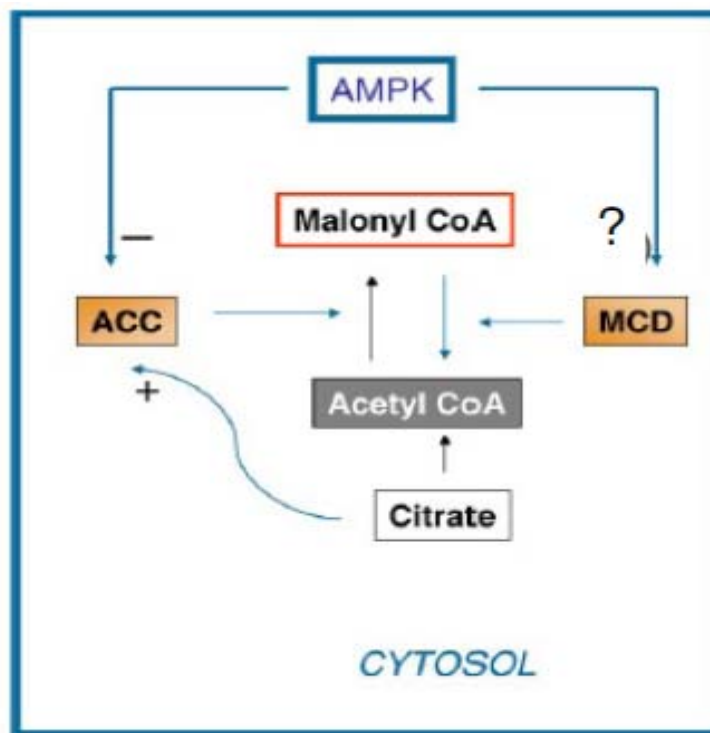 AMPK
Malonyl CoA
?
–
ACC
MCD
+
Acetyl CoA
Citrate
CYTOSOL